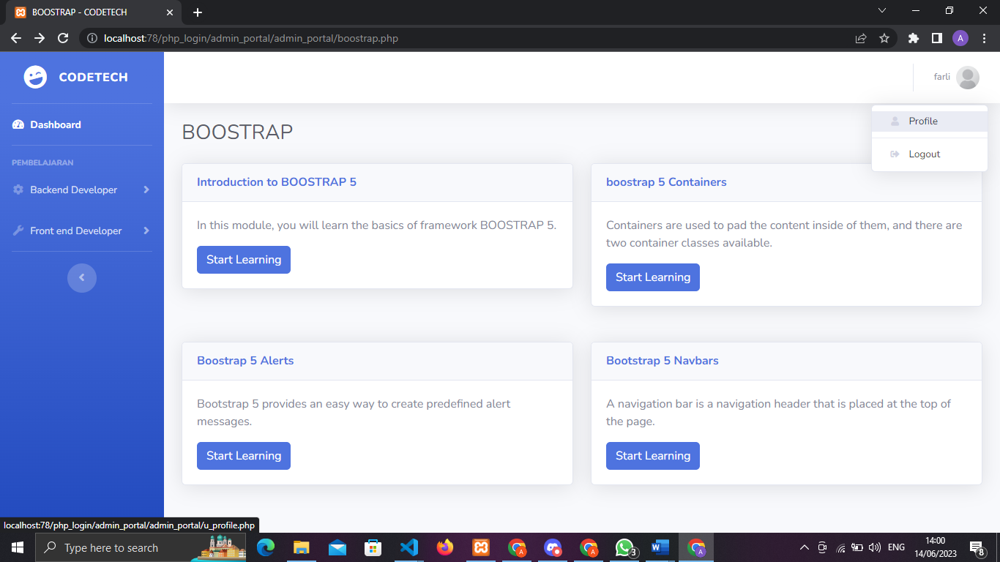 BOOSTRAP - CODETECH
localhost:78/php_login/admin_portal/admin_portal/boostrap.php
A
CODETECH
farli
Profile
Logout
Dashboard
PEMBELAJARAN
Backend Developer
Front end Developer
BOOSTRAP
Introduction to BOOSTRAP 5
In this module, you will learn the basics of framework BOOSTRAP 5.
Start Learning
boostrap 5 Containers
Containers are used to pad the content inside of them, and there are
two container classes available.
Start Learning
Boostrap 5 Alerts
Bootstrap 5 provides an easy way to create predefined alert
messages.
Start Learning
Bootstrap 5 Navbars
A navigation bar is a navigation header that is placed at the top of
the page.
Start Learning
localhost:78/php_login/admin_portal/admin_portal/u_profile.php
Type here to search
A
A
3
W
A
ENG
14:00
14/06/2023
8